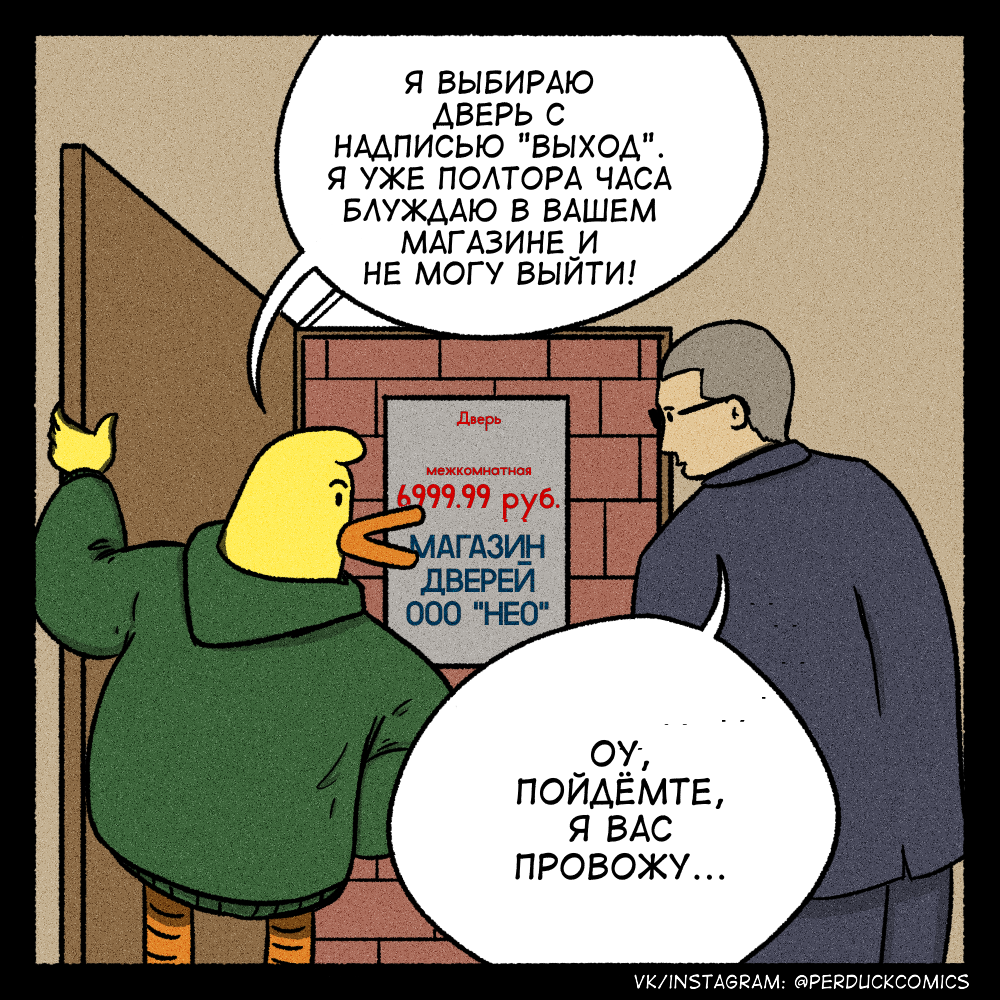 Я ВЫБИРАЮ
ДВЕРЬ С
НАДПИСЬЮ "ВЫХОД".
Я УЖЕ ПОЛТОРА ЧАСА
БЛУЖДАЮ В ВАШЕМ
МАГАЗИНЕ И
НЕ МОГУ ВЫЙТИ!
Дверь
межкомнатная
6999.99 руб.
МАГАЗИН
ДВЕРЕЙ
ООО "НЕО"
ОУ,
ПОЙДЁМТЕ,
Я ВАС
ПРОВОЖУ...
VK/INSTAGRAM: @PERDUCKCOMICS